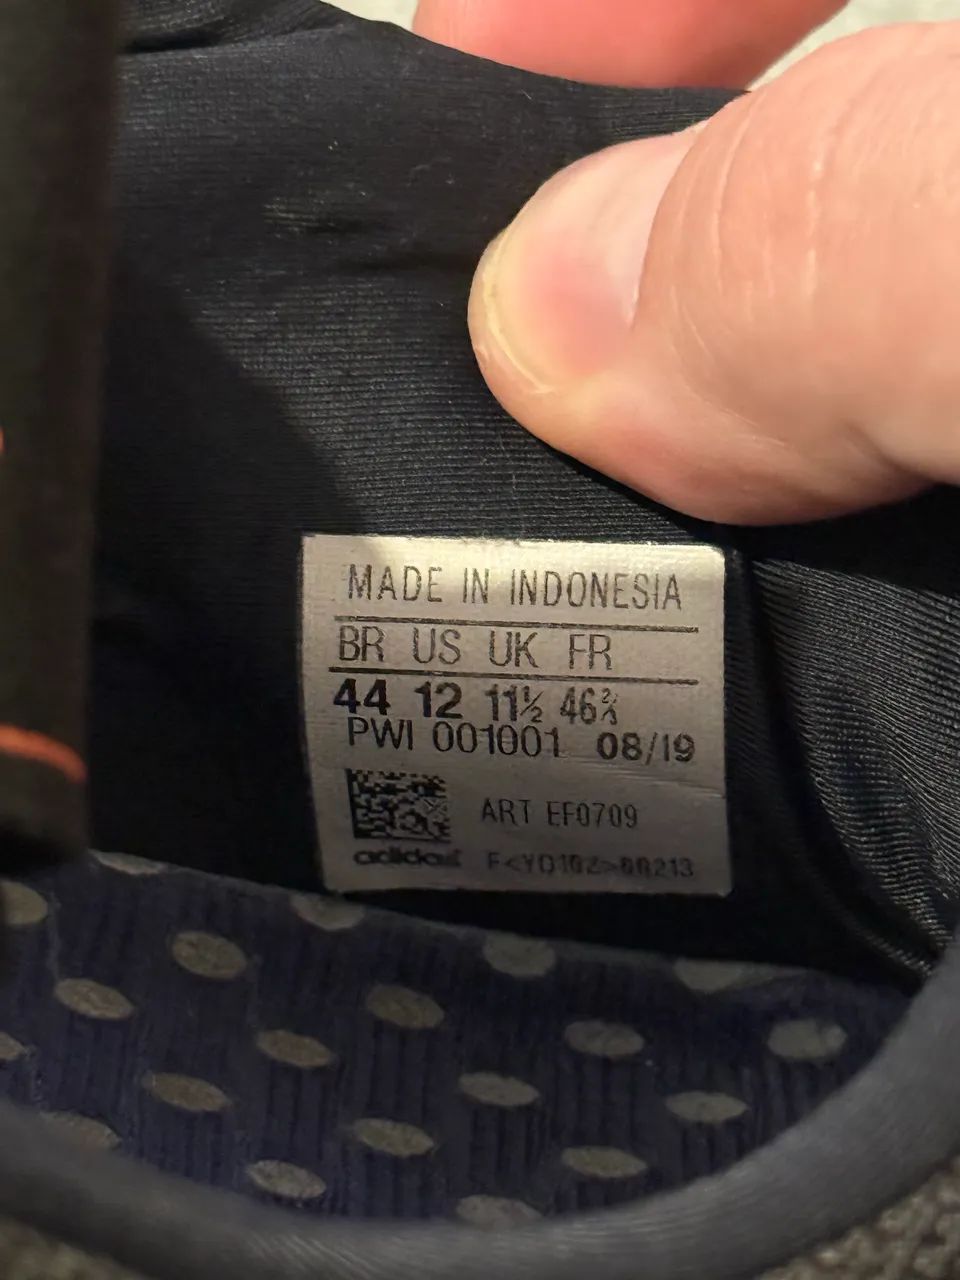 MADE IN INDONESIA
BR US UK FR
44 12 11½ 46⅔
PWI 001001 08/19
ART EF0709
adidas